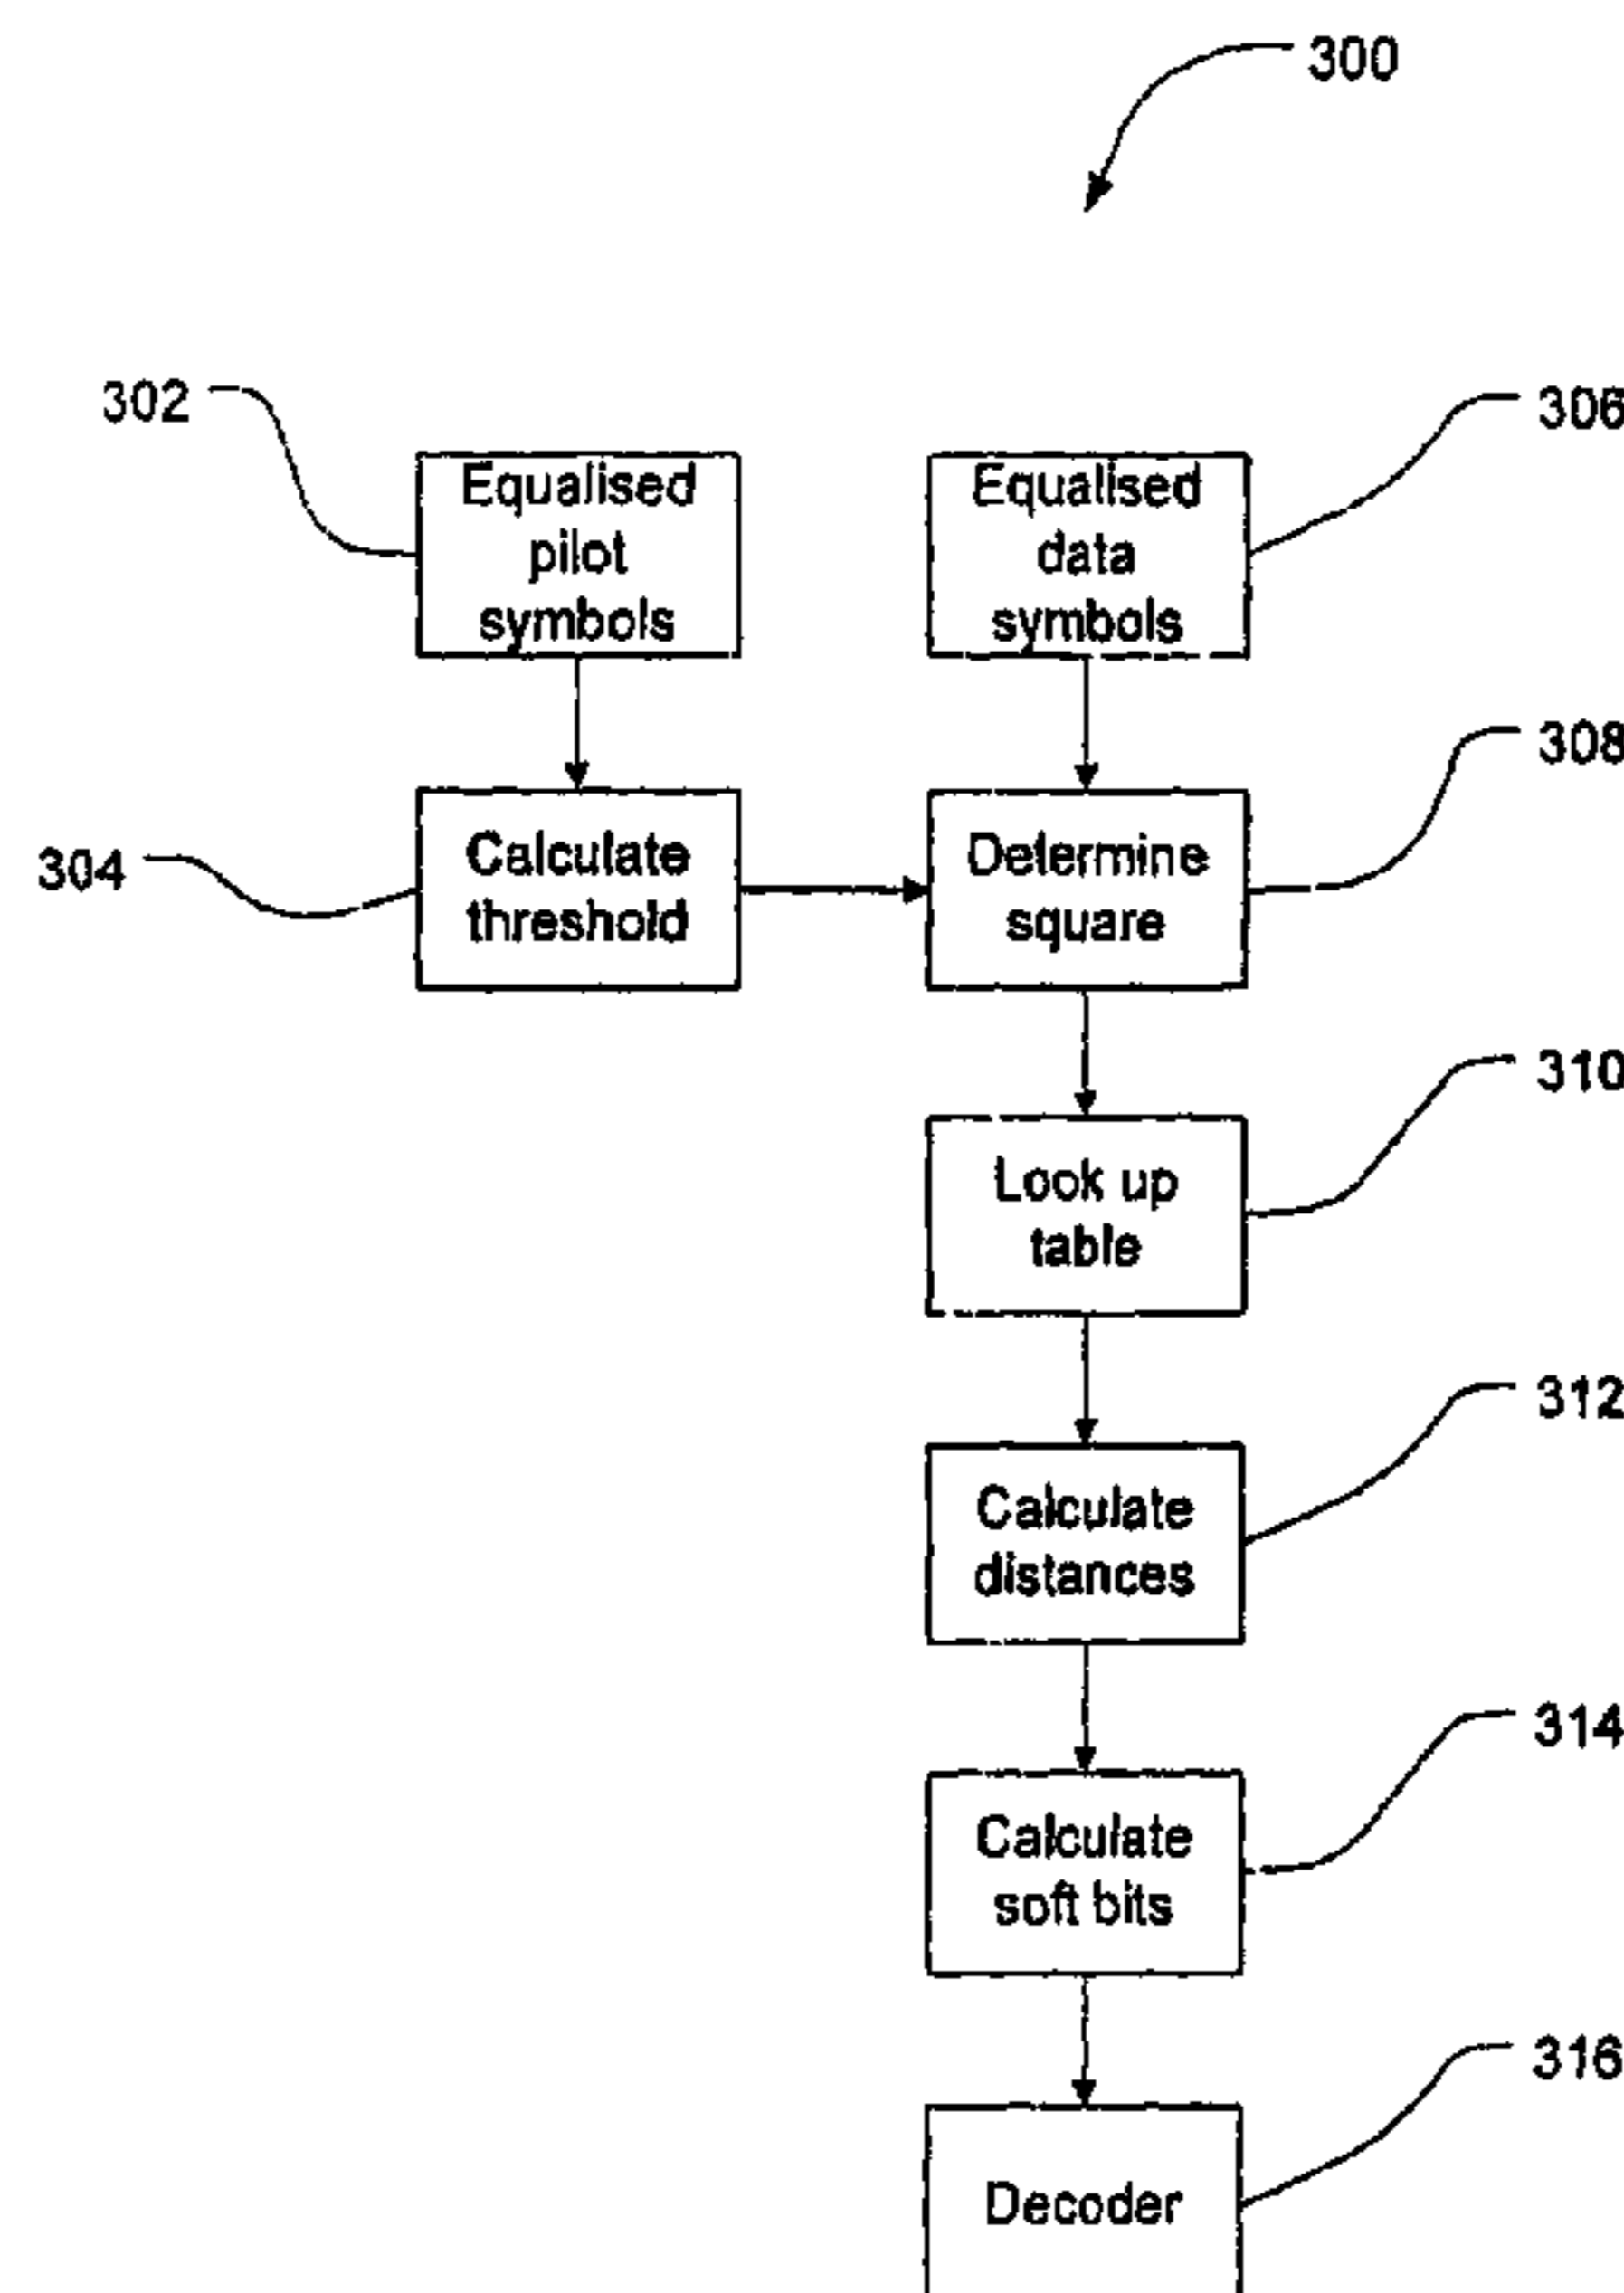 300
302
306
Equalised
pilot
symbols
Equalised
data
symbols
308
304
Calculate
threshold
Determine
square
310
Look up
table
312
Calculate
distances
314
Calculate
soft bits
316
Decoder